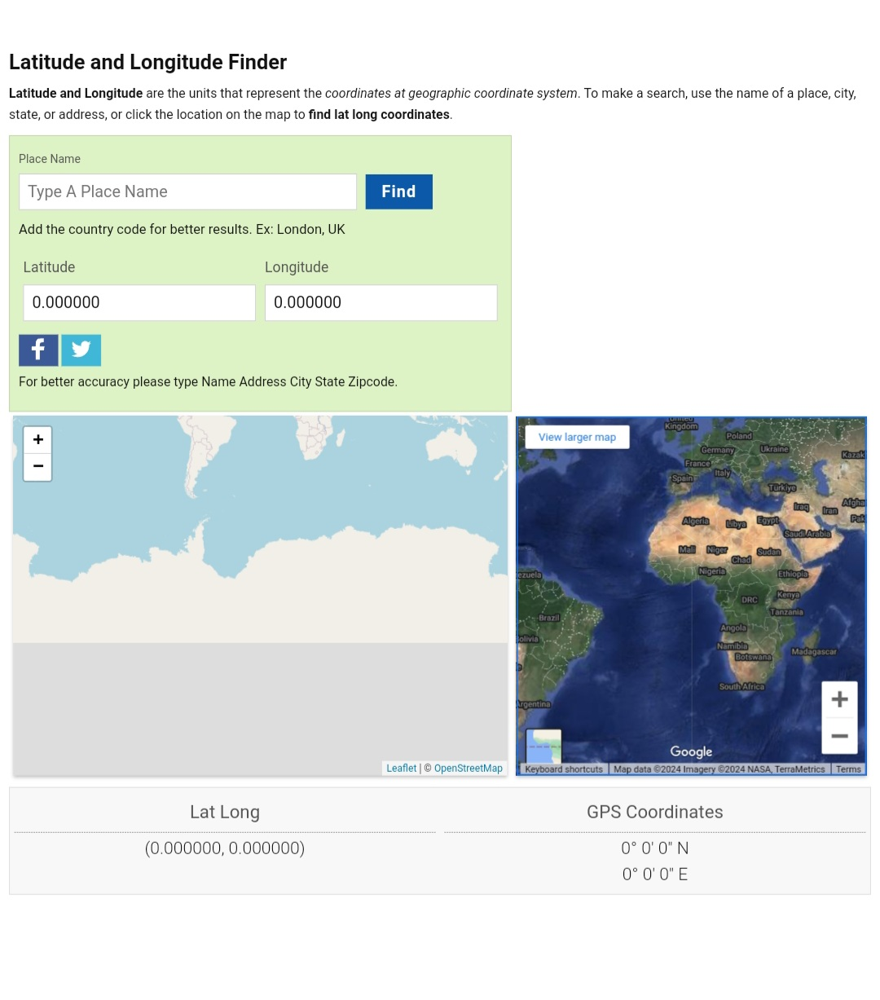 Latitude and Longitude Finder
Latitude and Longitude are the units that represent the coordinates at geographic coordinate system. To make a search, use the name of a place, city,
state, or address, or click the location on the map to find lat long coordinates.
Place Name
Type A Place Name
Find
Add the country code for better results. Ex: London, UK
Latitude
Longitude
0.000000
0.000000
For better accuracy please type Name Address City State Zipcode.
+
−
Leaflet | © OpenStreetMap
View larger map
United
Kingdom
Poland
Germany
Ukraine
France
Kazak
Spain
Italy
Türkiye
Iraq
Iran
Afgha
Pak
Algeria
Libya
Egypt
Saudi Arabia
Mali
Niger
Chad
Sudan
Nigeria
Ethiopia
ezuela
DRC
Kenya
Tanzania
Brazil
Angola
olivia
Namibia
Botswana
Madagascar
South Africa
Argentina
+
−
Google
Keyboard shortcuts
Map data ©2024 Imagery ©2024 NASA, TerraMetrics
Terms
Lat Long
GPS Coordinates
(0.000000, 0.000000)
0° 0' 0" N
0° 0' 0" E